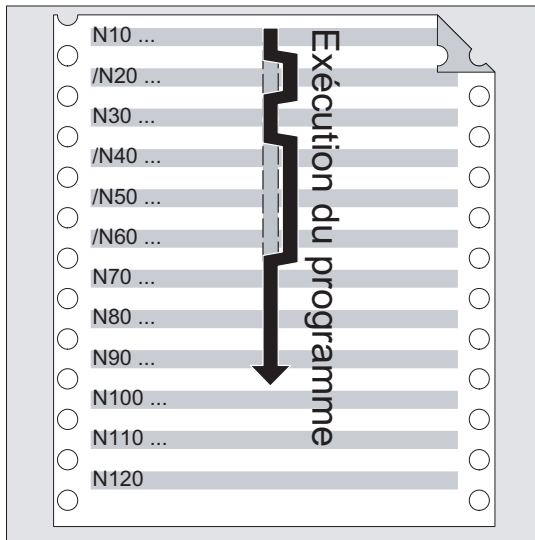 N10 ...
/N20 ...
N30 ...
/N40 ...
/N50 ...
/N60 ...
N70 ...
N80 ...
N90 ...
N100 ...
N110 ...
N120
Exécution du programme